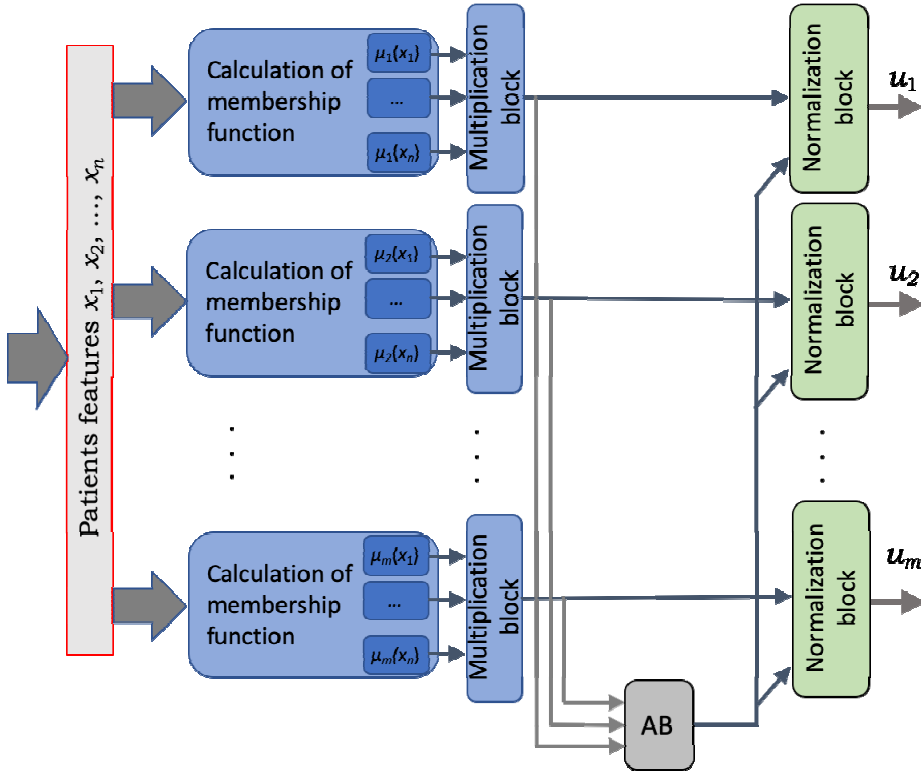 Patients features x₁, x₂, ..., xₙ
Calculation of
membership
function
μ₁(x₁)
...
μ₁(xₙ)
Multiplication
block
Normalization
block
u₁
Calculation of
membership
function
μ₂(x₁)
...
μ₂(xₙ)
Multiplication
block
Normalization
block
u₂
Calculation of
membership
function
μₘ(x₁)
...
μₘ(xₙ)
Multiplication
block
Normalization
block
uₘ
AB